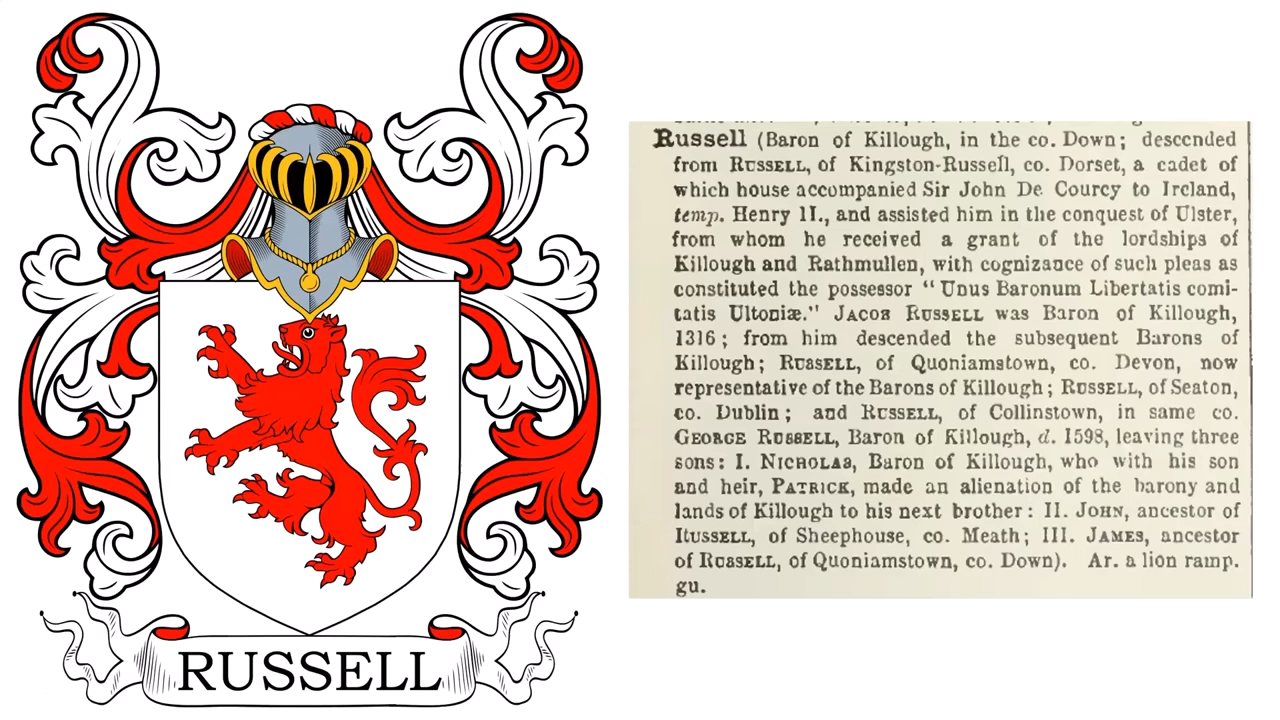 RUSSELL
Russell (Baron of Killough, in the co. Down; descended
from RUSSELL, of Kingston-Russell, co. Dorset, a cadet of
which house accompanied Sir John De Courcy to Ireland,
temp. Henry II., and assisted him in the conquest of Ulster,
from whom he received a grant of the lordships of
Killough and Rathmullen, with cognizance of such pleas as
constituted the possessor “Unus Baronum Libertatis comi-
tatis Ultoniæ.” JACOB RUSSELL was Baron of Killough,
1316; from him descended the subsequent Barons of
Killough; RUSSELL, of Quoniamstown, co. Devon, now
representative of the Barons of Killough; RUSSELL, of Seaton,
co. Dublin; and RUSSELL, of Collinstown, in same co.
GEORGE RUSSELL, Baron of Killough, d. 1598, leaving three
sons: I. NICHOLAS, Baron of Killough, who with his son
and heir, PATRICK, made an alienation of the barony and
lands of Killough to his next brother: II. JOHN, ancestor of
RUSSELL, of Sheephouse, co. Meath; III. JAMES, ancestor
of RUSSELL, of Quoniamstown, co. Down). Ar. a lion ramp.
gu.